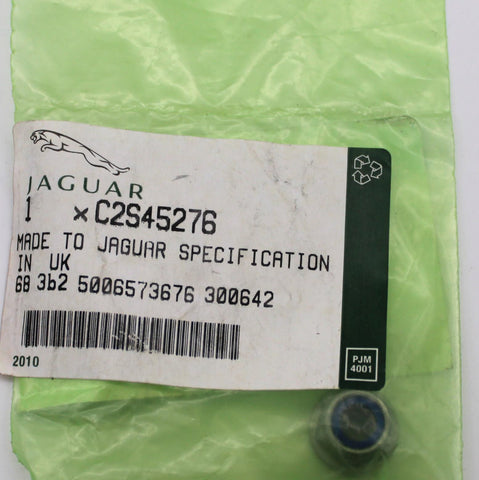 JAGUAR
1 x C2S45276
MADE TO JAGUAR SPECIFICATION
IN UK
6B 3b2 5006573676 300642
2010
PJM
4001